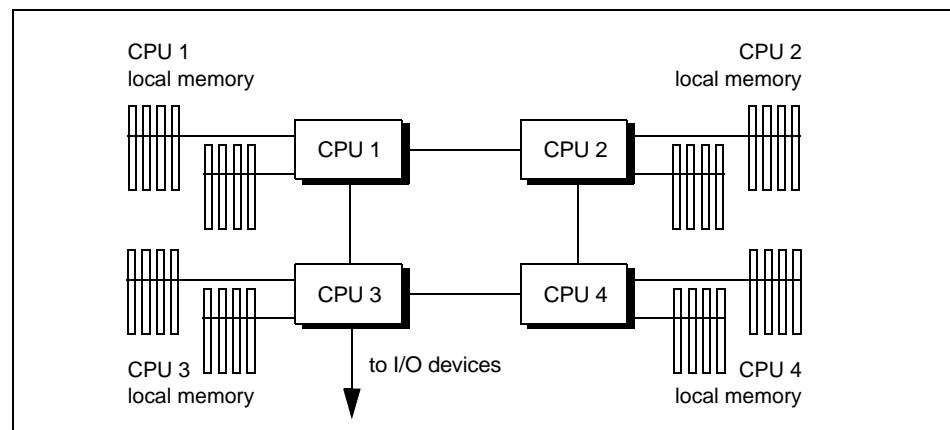 CPU 1
local memory
CPU 2
local memory
CPU 1
CPU 2
CPU 3
CPU 4
to I/O devices
CPU 3
local memory
CPU 4
local memory